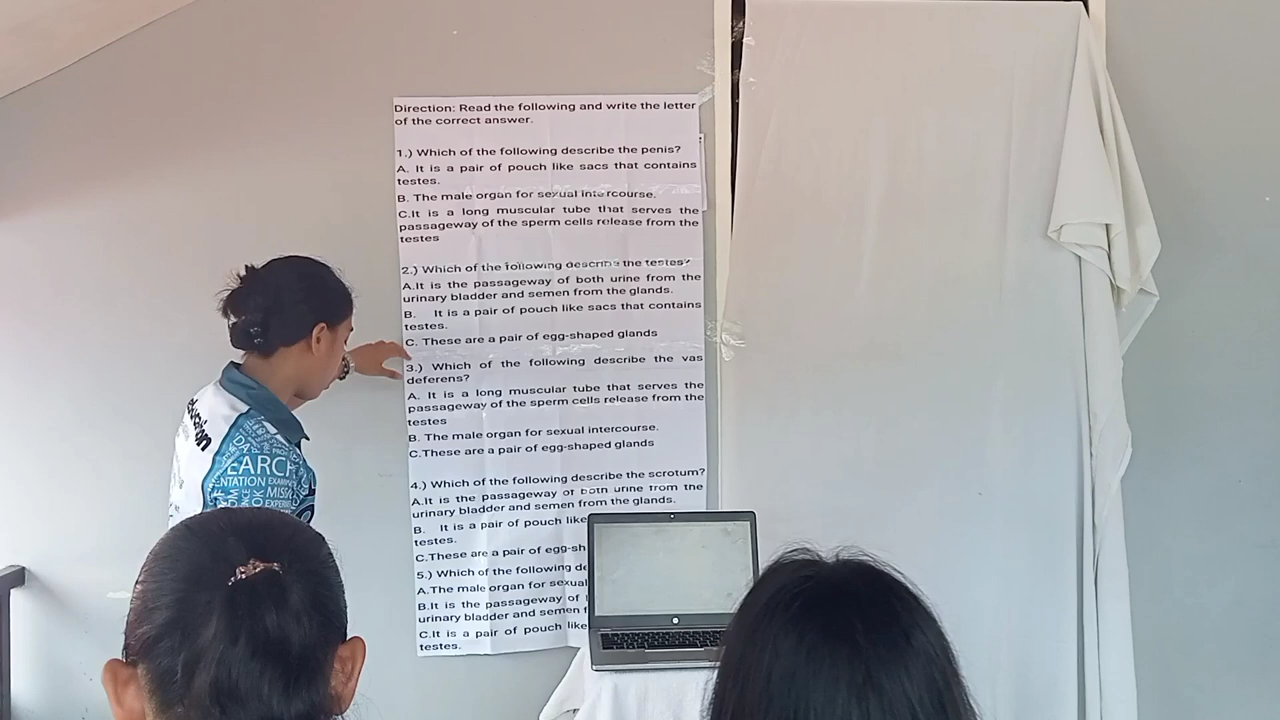 Direction: Read the following and write the letter
of the correct answer.
1.) Which of the following describe the penis?
A. It is a pair of pouch like sacs that contains
testes.
B. The male organ for sexual intercourse.
C.It is a long muscular tube that serves the
passageway of the sperm cells release from the
testes
2.) Which of the following describe the testes?
A.It is the passageway of both urine from the
urinary bladder and semen from the glands.
B. It is a pair of pouch like sacs that contains
testes.
C. These are a pair of egg-shaped glands
3.) Which of the following describe the vas
deferens?
A. It is a long muscular tube that serves the
passageway of the sperm cells release from the
testes
B. The male organ for sexual intercourse.
C.These are a pair of egg-shaped glands
4.) Which of the following describe the scrotum?
A.It is the passageway of both urine from the
urinary bladder and semen from the glands.
B. It is a pair of pouch like
testes.
C.These are a pair of egg-sh
5.) Which of the following de
A.The male organ for sexual
B.It is the passageway of
urinary bladder and semen f
C.It is a pair of pouch like
testes.
EARCH